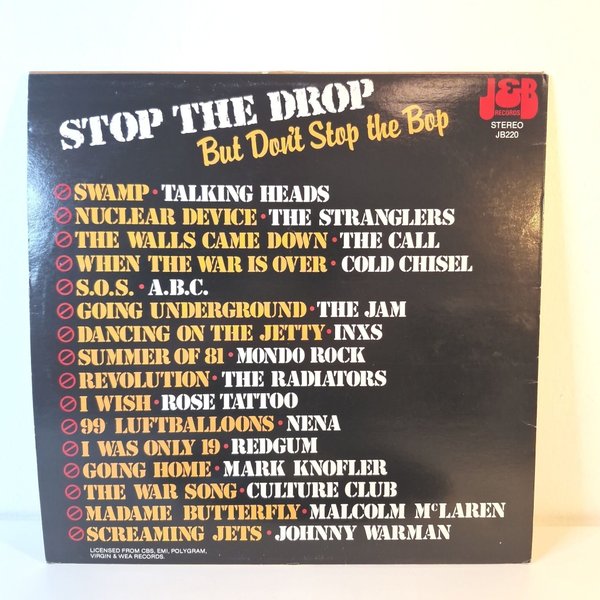 STOP THE DROP
But Don't Stop the Bop
J&B
RECORDS
STEREO
JB220
SWAMP • TALKING HEADS
NUCLEAR DEVICE • THE STRANGLERS
THE WALLS CAME DOWN • THE CALL
WHEN THE WAR IS OVER • COLD CHISEL
S.O.S. • A.B.C.
GOING UNDERGROUND • THE JAM
DANCING ON THE JETTY • INXS
SUMMER OF 81 • MONDO ROCK
REVOLUTION • THE RADIATORS
I WISH • ROSE TATTOO
99 LUFTBALLOONS • NENA
I WAS ONLY 19 • REDGUM
GOING HOME • MARK KNOFLER
THE WAR SONG • CULTURE CLUB
MADAME BUTTERFLY • MALCOLM McLAREN
SCREAMING JETS • JOHNNY WARMAN
LICENSED FROM CBS, EMI, POLYGRAM,
VIRGIN & WEA RECORDS.